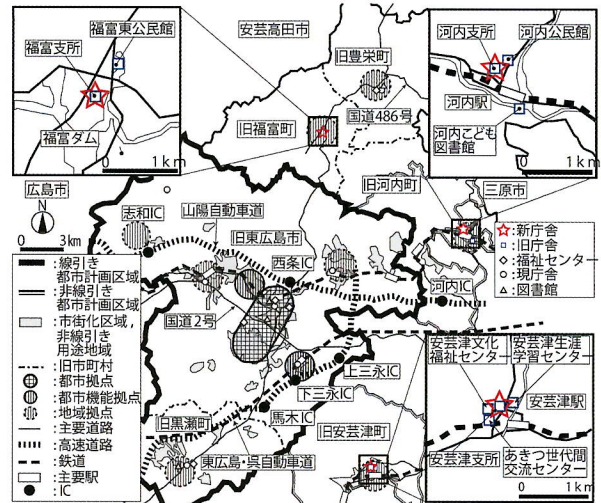 福富支所
福富東公民館
福富ダム
0 1km
安芸高田市
旧豊栄町
国道486号
旧福富町
河内支所
河内公民館
河内駅
河内こども
図書館
0 1km
広島市
N
0 3km
志和IC
山陽自動車道
旧東広島市
西条IC
旧河内町
三原市
河内IC
☆:新庁舎
□:旧庁舎
◇:福祉センター
○:現庁舎
△:図書館
:線引き
都市計画区域
:非線引き
都市計画区域
:市街化区域,
非線引き
用途地域
:旧市町村
:都市拠点
:都市機能拠点
:地域拠点
:主要道路
:高速道路
:鉄道
:主要駅
:IC
国道2号
上三永IC
下三永IC
馬木IC
旧黒瀬町
旧安芸津町
東広島・呉自動車道
安芸津文化
福祉センター
安芸津生涯
学習センター
安芸津駅
安芸津支所
あきつ世代間
交流センター
0 1km